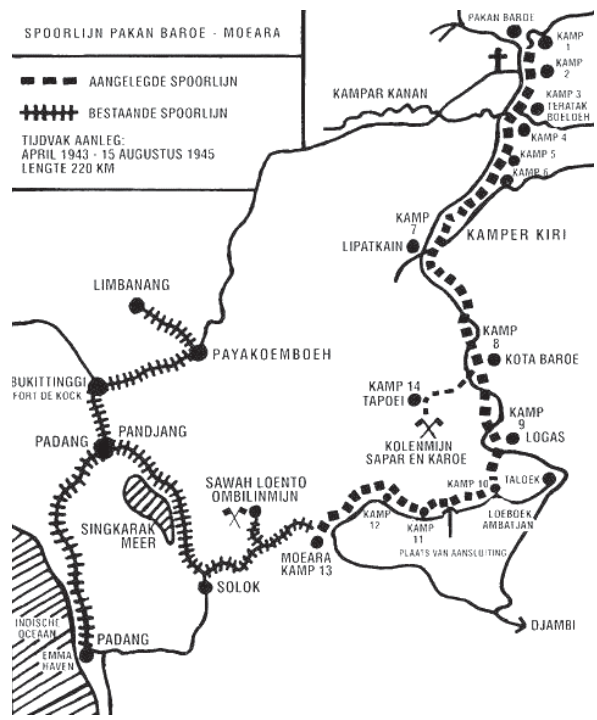 SPOORLIJN PAKAN BAROE - MOEARA
AANGELEGDE SPOORLIJN
BESTAANDE SPOORLIJN
TIJDVAK AANLEG:
APRIL 1943 - 15 AUGUSTUS 1945
LENGTE 220 KM
PAKAN BAROE
KAMP
1
KAMP
2
KAMP 3
TERATAK
BOELOEH
KAMP 4
KAMP 5
KAMP 6
KAMPAR KANAN
KAMP
7
LIPATKAIN
KAMPER KIRI
LIMBANANG
PAYAKOEMBOEH
BUKITTINGGI
FORT DE KOCK
KAMP
8
KOTA BAROE
KAMP 14
TAPOEI
KOLENMIJN
SAPAR EN KAROE
KAMP
9
LOGAS
PADANG
PANDJANG
SINGKARAK
MEER
SAWAH LOENTO
OMBILINMIJN
KAMP 10
TALOEK
LOEBOEK
AMBATJAN
KAMP
12
KAMP
11
PLAATS VAN AANSLUITING
MOEARA
KAMP 13
SOLOK
DJAMBI
INDISCHE
OCEAAN
PADANG
EMMA
HAVEN